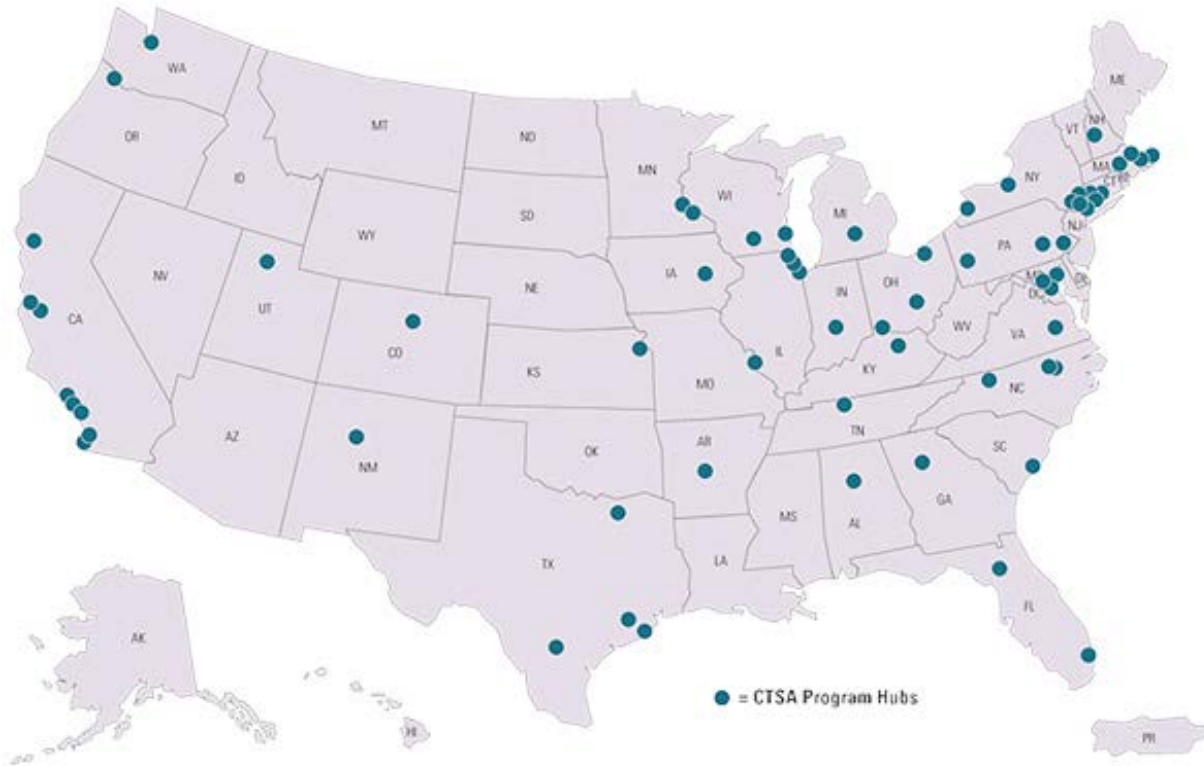 WA
MT
ND
MN
ME
VT
NH
OR
ID
SD
WI
MI
NY
MA
CT
WY
IA
PA
NJ
NV
UT
NE
IL
IN
OH
DE
DC
CA
CO
KS
MO
KY
WV
VA
AZ
NM
OK
AR
TN
NC
SC
TX
LA
MS
AL
GA
FL
AK
HI
PR
= CTSA Program Hubs